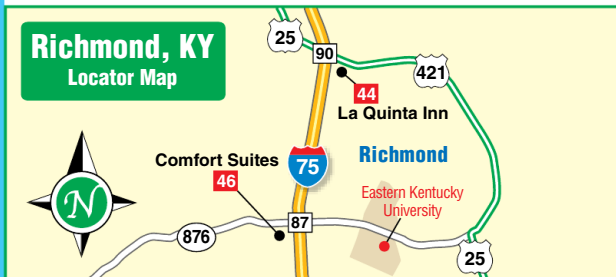 Richmond, KY
Locator Map
25
90
421
44
La Quinta Inn
Comfort Suites
46
75
Richmond
Eastern Kentucky
University
N
876
87
25